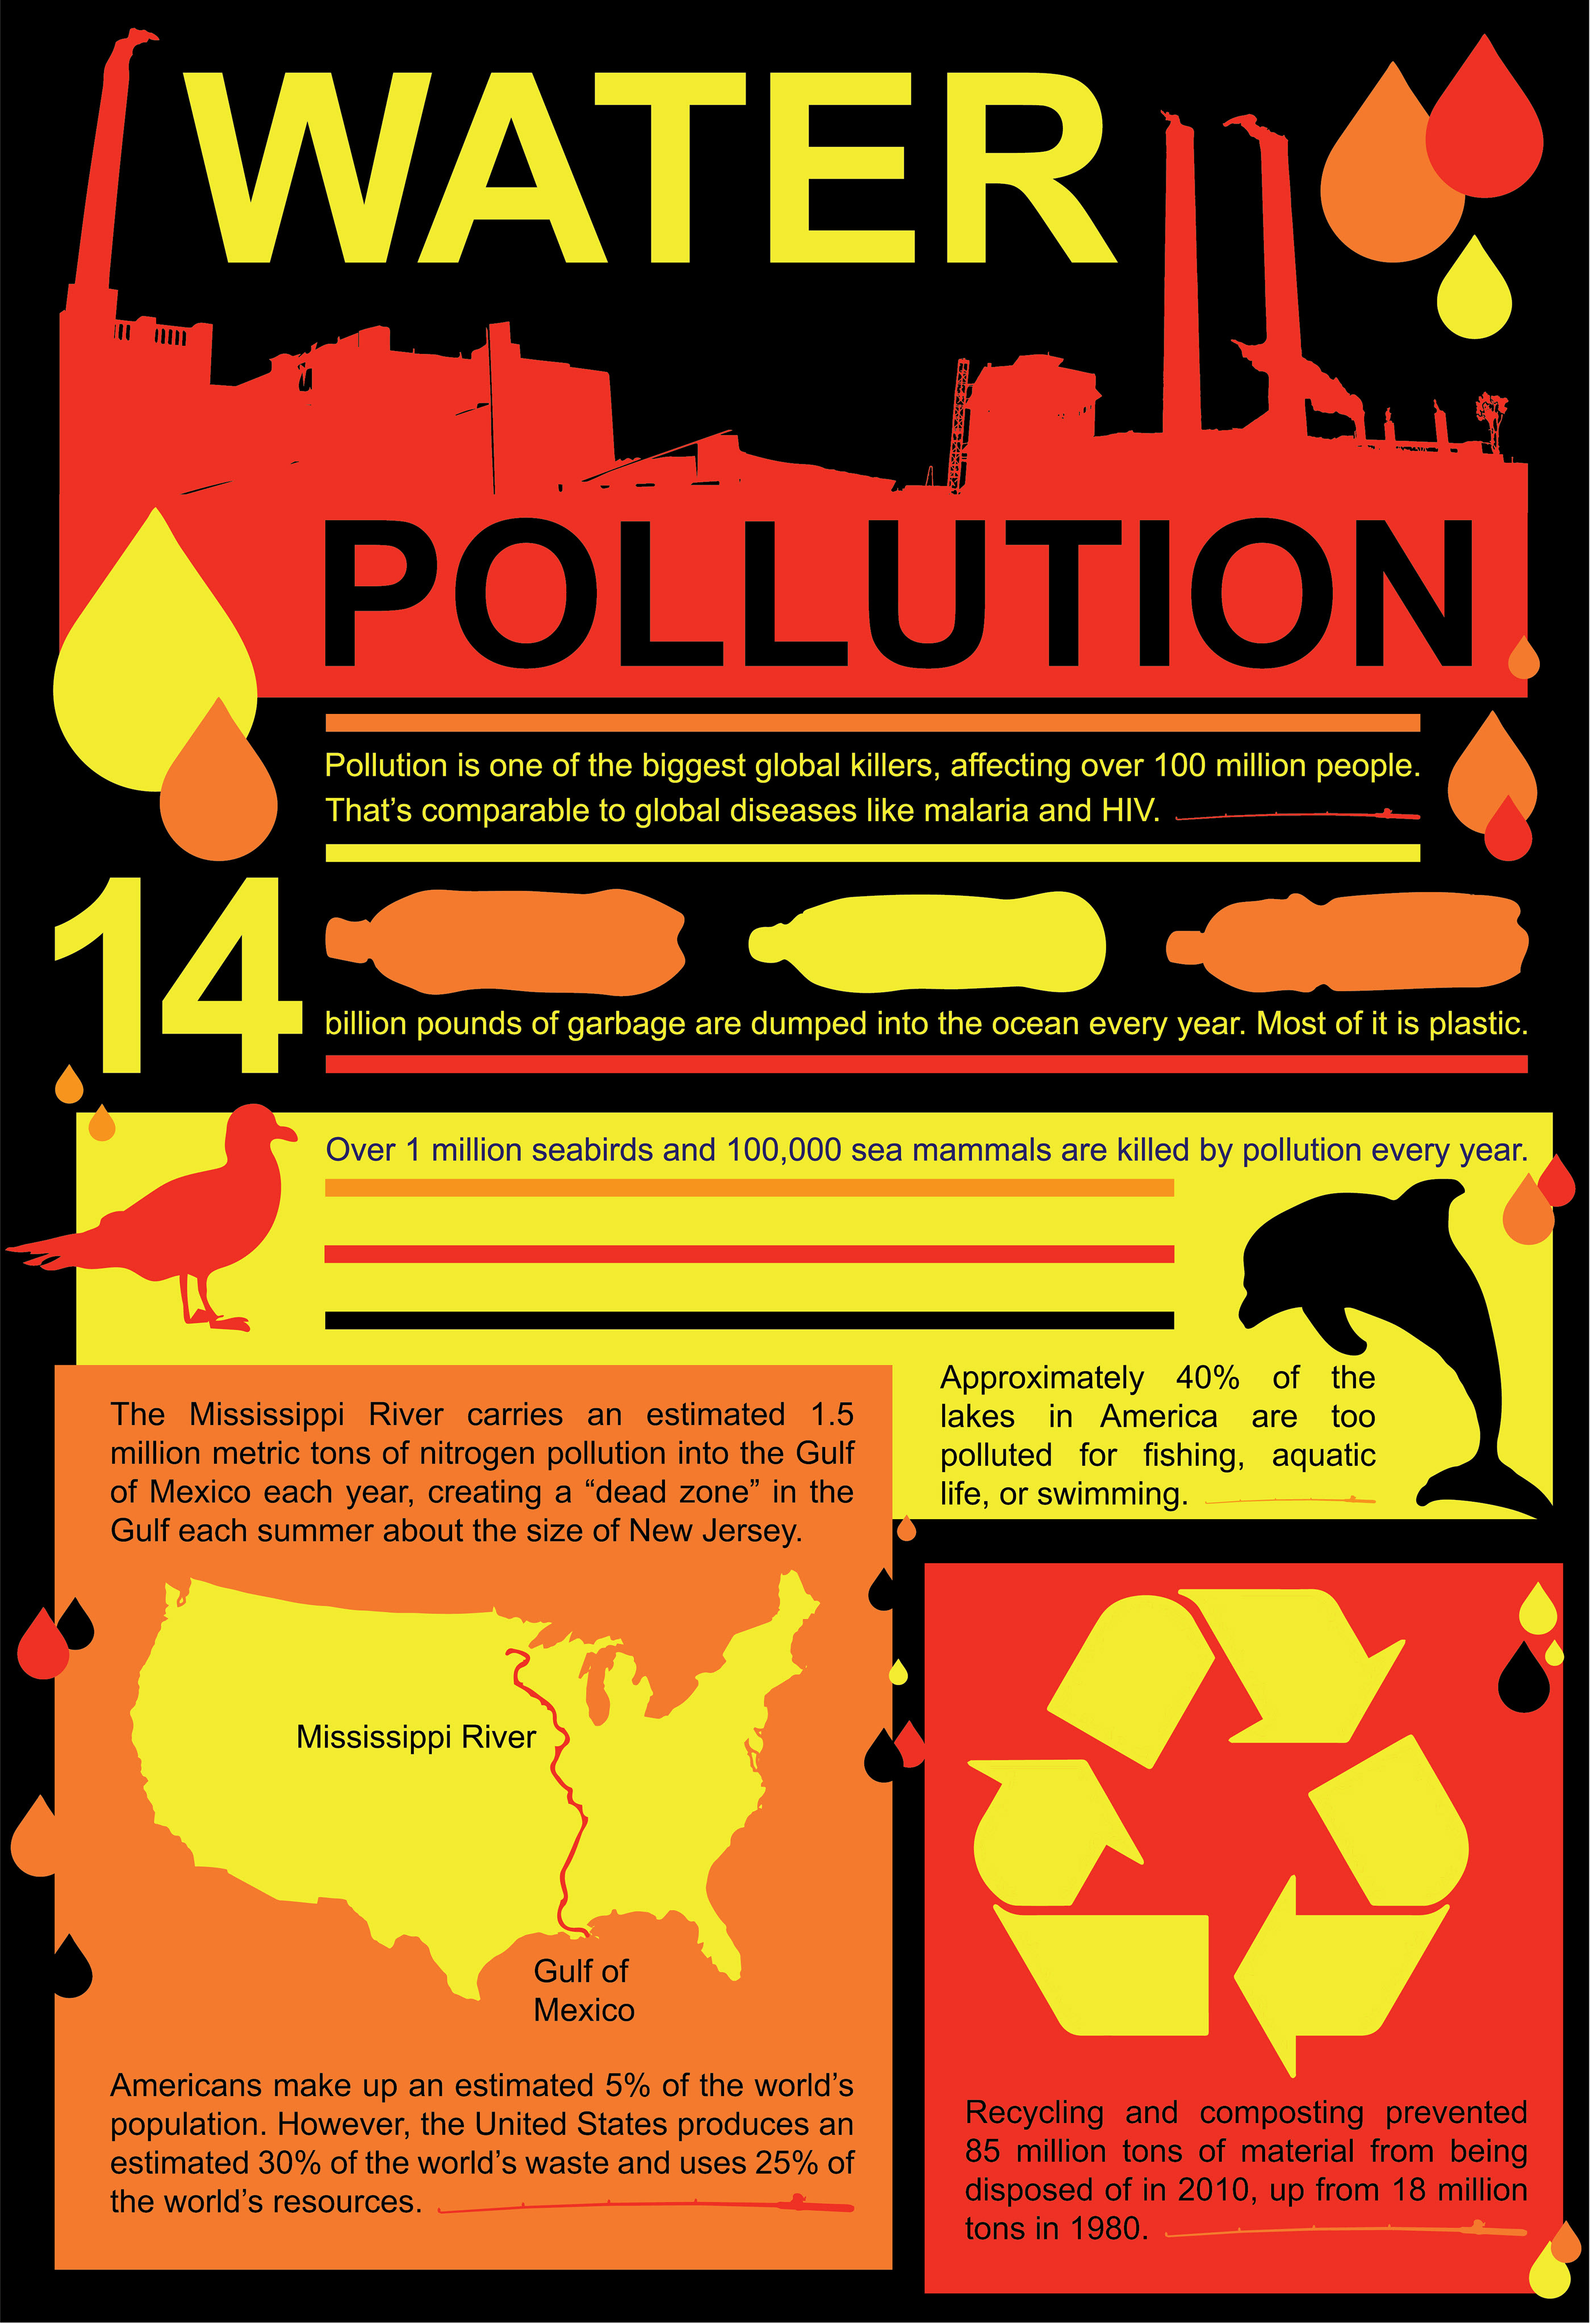 WATER
POLLUTION
Pollution is one of the biggest global killers, affecting over 100 million people.
That’s comparable to global diseases like malaria and HIV.
14
billion pounds of garbage are dumped into the ocean every year. Most of it is plastic.
Over 1 million seabirds and 100,000 sea mammals are killed by pollution every year.
The Mississippi River carries an estimated 1.5
million metric tons of nitrogen pollution into the Gulf
of Mexico each year, creating a “dead zone” in the
Gulf each summer about the size of New Jersey.
Approximately 40% of the
lakes in America are too
polluted for fishing, aquatic
life, or swimming.
Mississippi River
Gulf of
Mexico
Americans make up an estimated 5% of the world’s
population. However, the United States produces an
estimated 30% of the world’s waste and uses 25% of
the world’s resources.
Recycling and composting prevented
85 million tons of material from being
disposed of in 2010, up from 18 million
tons in 1980.